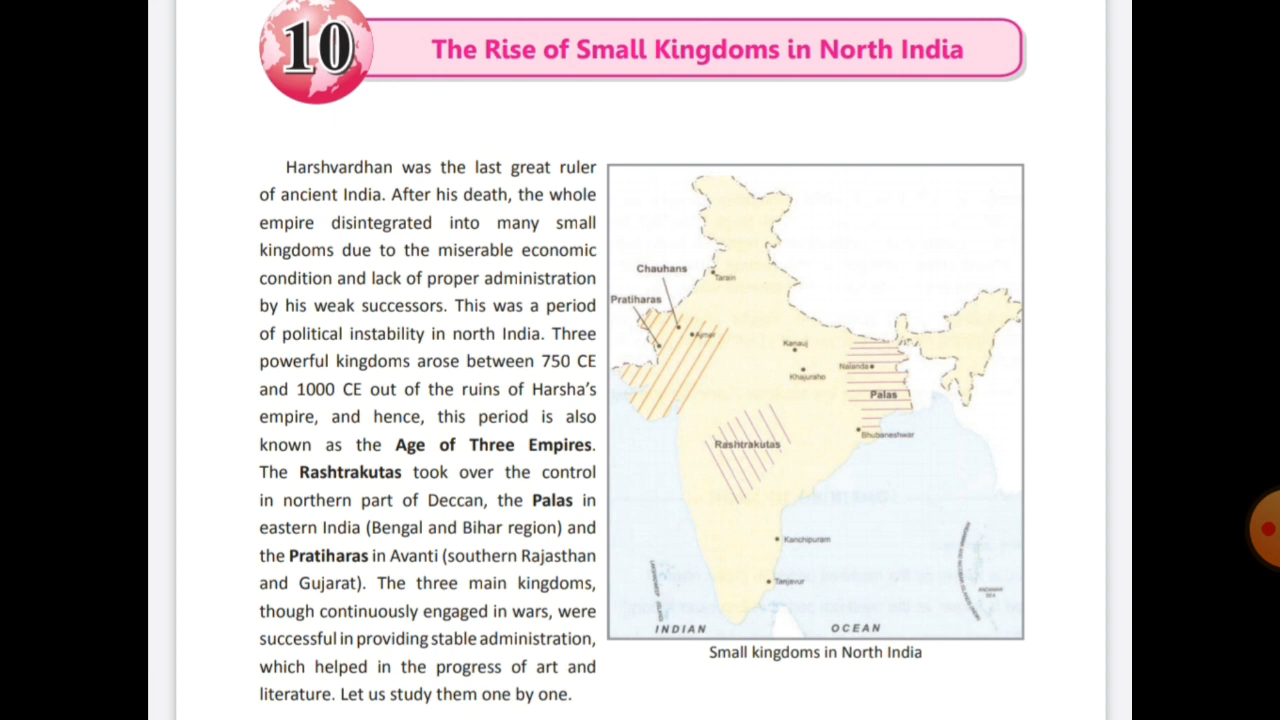 10
The Rise of Small Kingdoms in North India
Harshvardhan was the last great ruler
of ancient India. After his death, the whole
empire disintegrated into many small
kingdoms due to the miserable economic
condition and lack of proper administration
by his weak successors. This was a period
of political instability in north India. Three
powerful kingdoms arose between 750 CE
and 1000 CE out of the ruins of Harsha's
empire, and hence, this period is also
known as the Age of Three Empires.
The Rashtrakutas took over the control
in northern part of Deccan, the Palas in
eastern India (Bengal and Bihar region) and
the Pratiharas in Avanti (southern Rajasthan
and Gujarat). The three main kingdoms,
though continuously engaged in wars, were
successful in providing stable administration,
which helped in the progress of art and
literature. Let us study them one by one.
Chauhans
Tarain
Pratiharas
Ajmer
Kanauj
Khajuraho
Nalanda
Palas
Bhubaneshwar
Rashtrakutas
Kanchipuram
Tanjavur
ANDAMAN
SEA
INDIAN OCEAN
Small kingdoms in North India